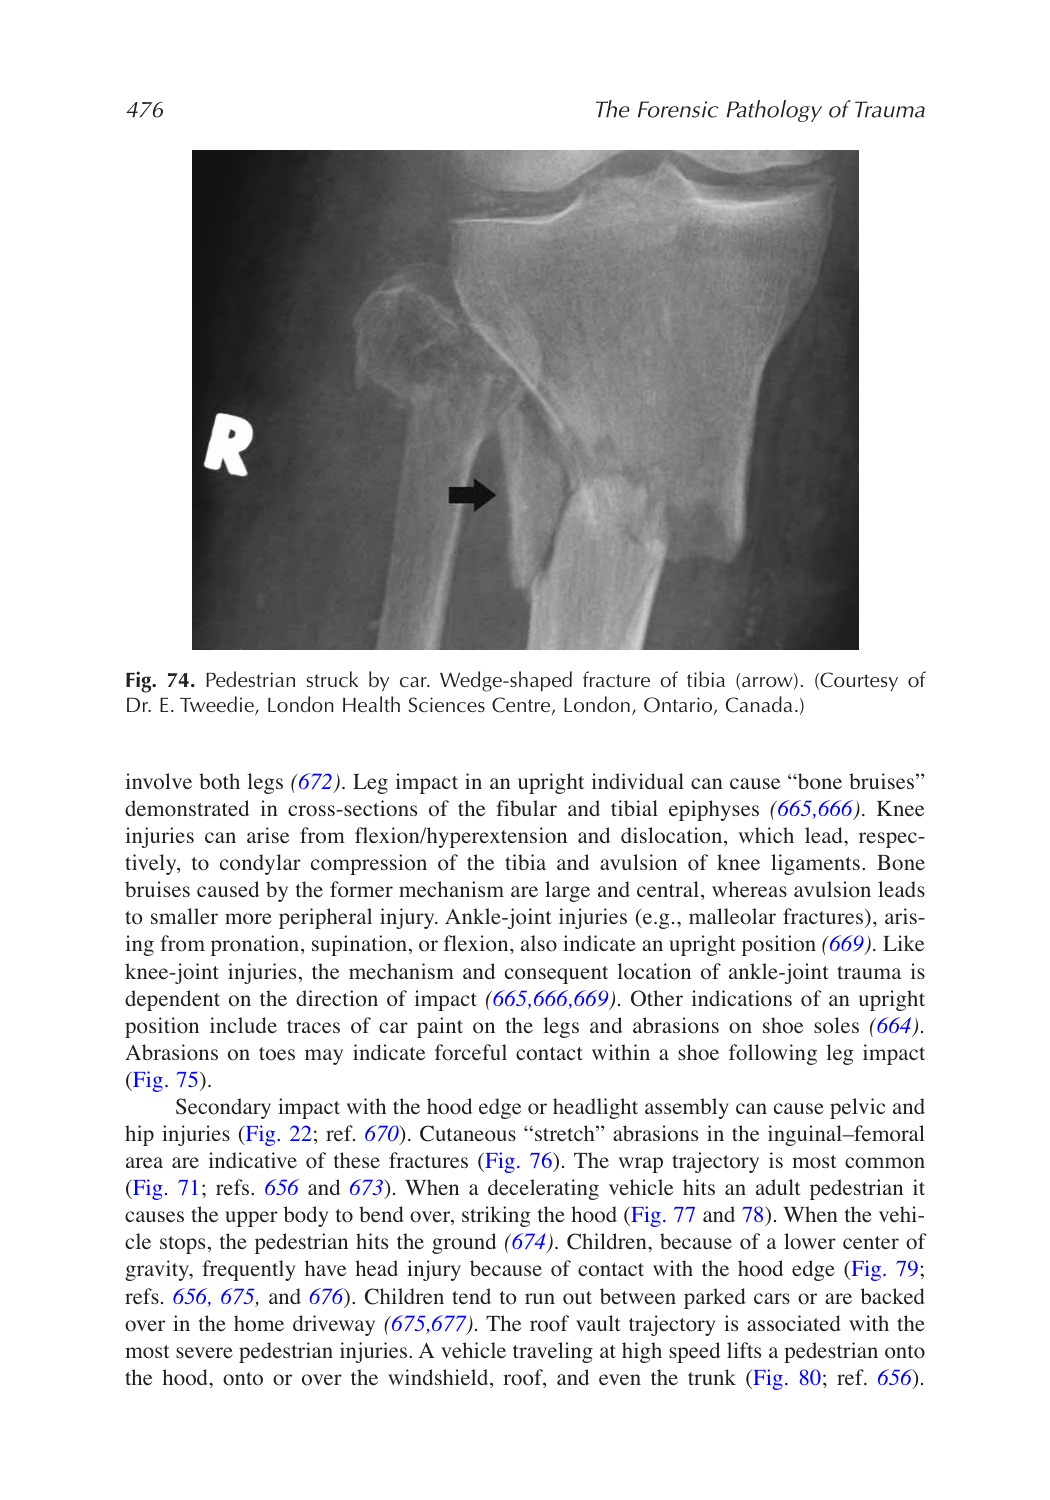 476
The Forensic Pathology of Trauma
R
Fig. 74. Pedestrian struck by car. Wedge-shaped fracture of tibia (arrow). (Courtesy of
Dr. E. Tweedie, London Health Sciences Centre, London, Ontario, Canada.)
involve both legs (672). Leg impact in an upright individual can cause “bone bruises”
demonstrated in cross-sections of the fibular and tibial epiphyses (665,666). Knee
injuries can arise from flexion/hyperextension and dislocation, which lead, respec-
tively, to condylar compression of the tibia and avulsion of knee ligaments. Bone
bruises caused by the former mechanism are large and central, whereas avulsion leads
to smaller more peripheral injury. Ankle-joint injuries (e.g., malleolar fractures), aris-
ing from pronation, supination, or flexion, also indicate an upright position (669). Like
knee-joint injuries, the mechanism and consequent location of ankle-joint trauma is
dependent on the direction of impact (665,666,669). Other indications of an upright
position include traces of car paint on the legs and abrasions on shoe soles (664).
Abrasions on toes may indicate forceful contact within a shoe following leg impact
(Fig. 75).
Secondary impact with the hood edge or headlight assembly can cause pelvic and
hip injuries (Fig. 22; ref. 670). Cutaneous “stretch” abrasions in the inguinal–femoral
area are indicative of these fractures (Fig. 76). The wrap trajectory is most common
(Fig. 71; refs. 656 and 673). When a decelerating vehicle hits an adult pedestrian it
causes the upper body to bend over, striking the hood (Fig. 77 and 78). When the vehi-
cle stops, the pedestrian hits the ground (674). Children, because of a lower center of
gravity, frequently have head injury because of contact with the hood edge (Fig. 79;
refs. 656, 675, and 676). Children tend to run out between parked cars or are backed
over in the home driveway (675,677). The roof vault trajectory is associated with the
most severe pedestrian injuries. A vehicle traveling at high speed lifts a pedestrian onto
the hood, onto or over the windshield, roof, and even the trunk (Fig. 80; ref. 656).